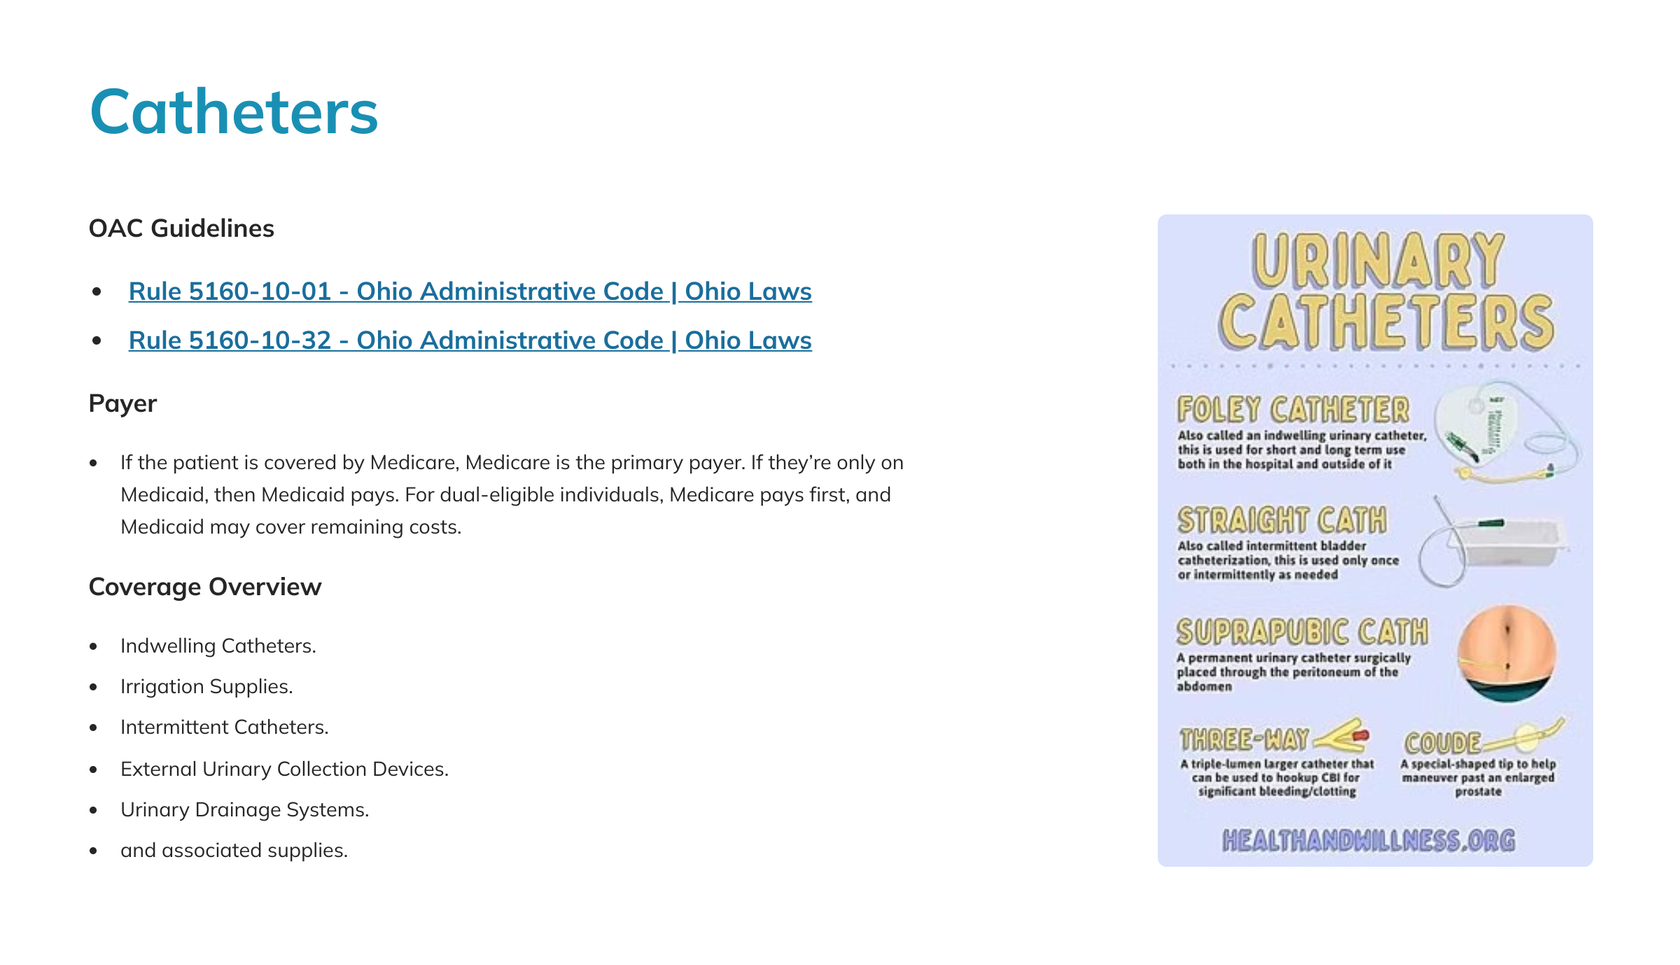 Catheters
OAC Guidelines
• Rule 5160-10-01 - Ohio Administrative Code | Ohio Laws
• Rule 5160-10-32 - Ohio Administrative Code | Ohio Laws
Payer
• If the patient is covered by Medicare, Medicare is the primary payer. If they’re only on
Medicaid, then Medicaid pays. For dual-eligible individuals, Medicare pays first, and
Medicaid may cover remaining costs.
Coverage Overview
• Indwelling Catheters.
• Irrigation Supplies.
• Intermittent Catheters.
• External Urinary Collection Devices.
• Urinary Drainage Systems.
• and associated supplies.
URINARY
CATHETERS
FOLEY CATHETER
Also called an indwelling urinary catheter,
this is used for short and long term use
both in the hospital and outside of it
STRAIGHT CATH
Also called intermittent bladder
catheterization, this is used only once
or intermittently as needed
SUPRAPUBIC CATH
A permanent urinary catheter surgically
placed through the peritoneum of the
abdomen
THREE-WAY
A triple-lumen larger catheter that
can be used to hookup CBI for
significant bleeding/clotting
COUDE
A special-shaped tip to help
maneuver past an enlarged
prostate
HEALTHANDWILLNESS.ORG